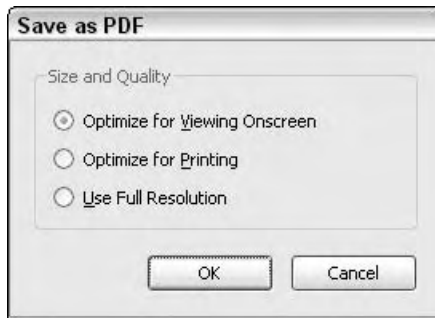 Save as PDF
Size and Quality
Optimize for Viewing Onscreen
Optimize for Printing
Use Full Resolution
OK Cancel